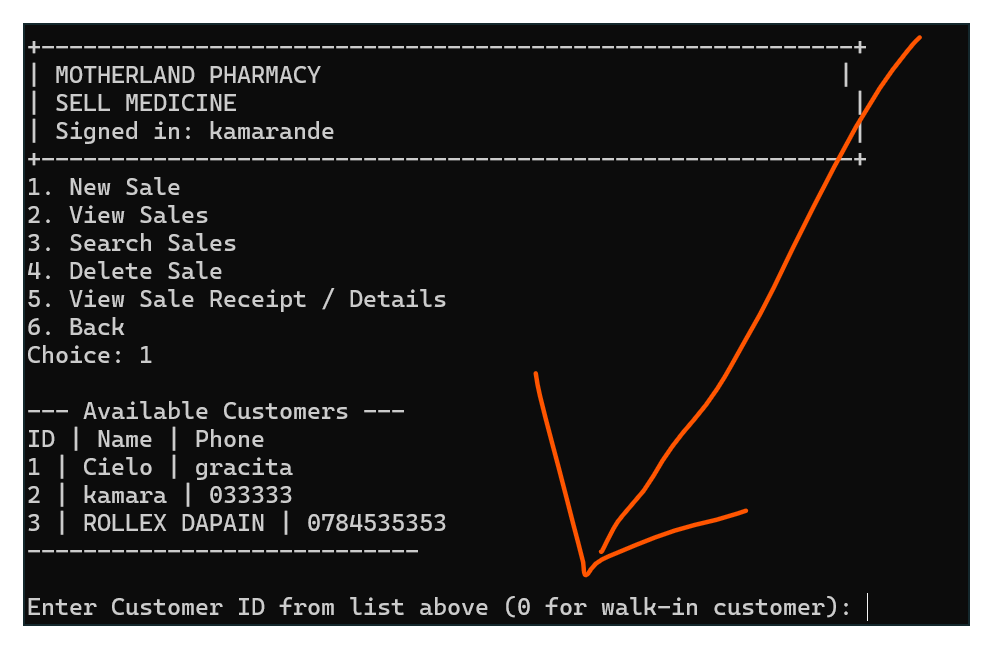 +----------------------------------------------------------+
| MOTHERLAND PHARMACY                                     |
| SELL MEDICINE                                            |
| Signed in: kamarande                                     |
+----------------------------------------------------------+
1. New Sale
2. View Sales
3. Search Sales
4. Delete Sale
5. View Sale Receipt / Details
6. Back
Choice: 1

--- Available Customers ---
ID | Name | Phone
1 | Cielo | gracita
2 | kamara | 033333
3 | ROLLEX DAPAIN | 0784535353
----------------------------

Enter Customer ID from list above (0 for walk-in customer):